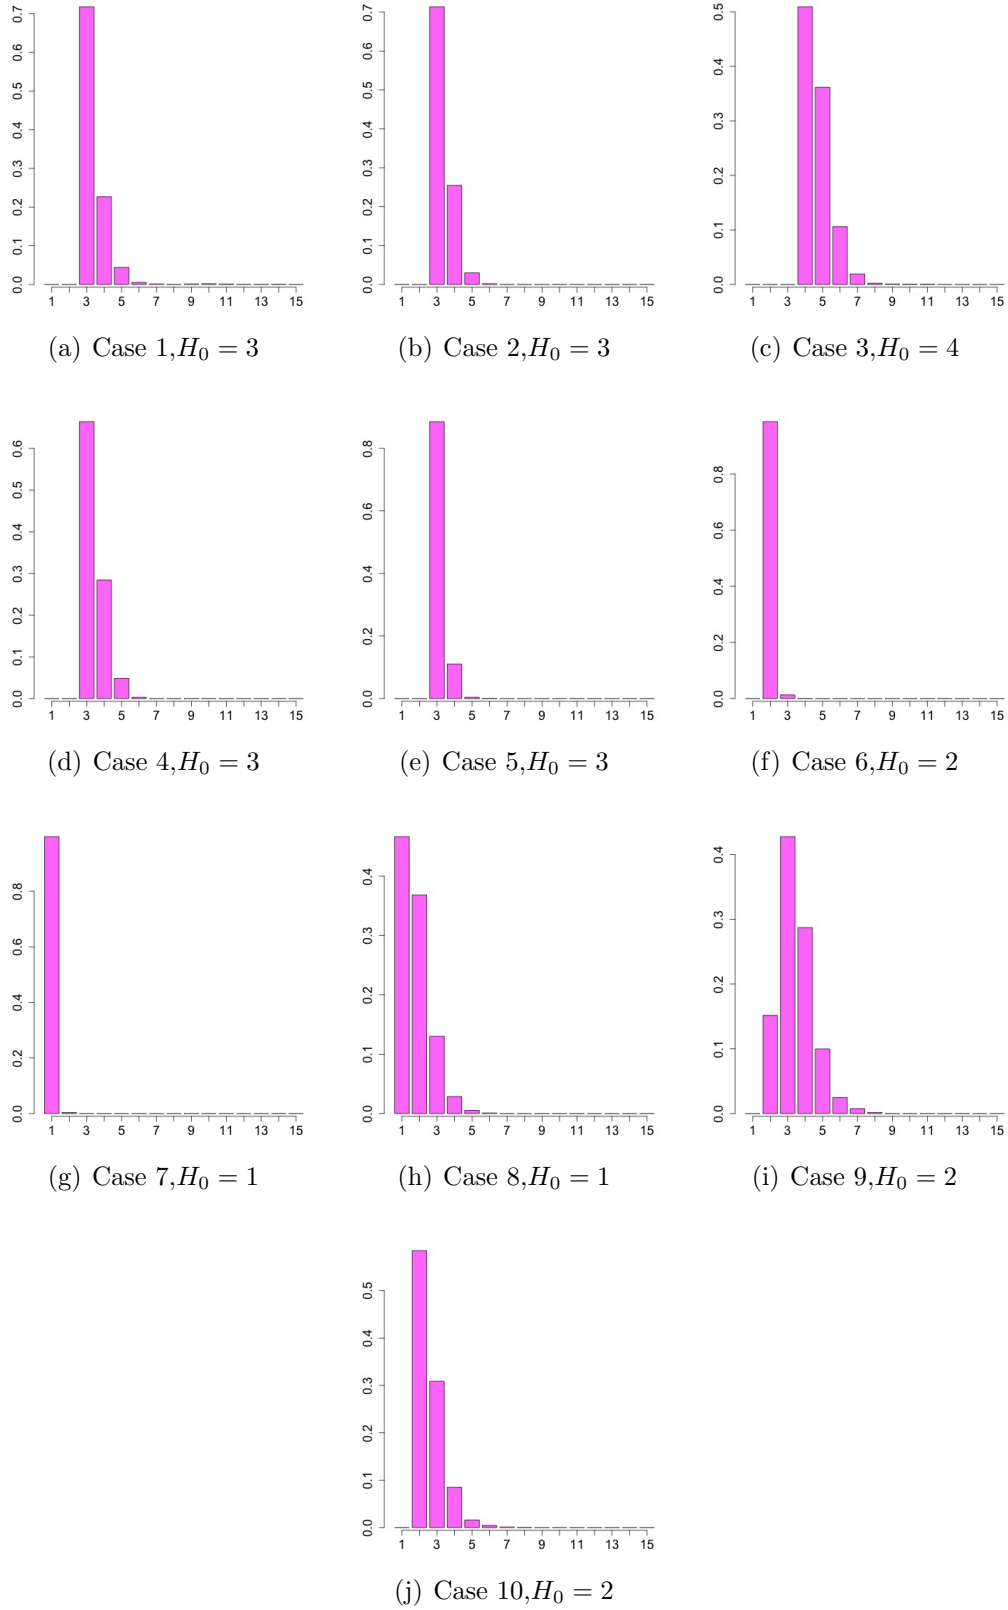 0.0 0.1 0.2 0.3 0.4 0.5 0.6 0.7
1 3 5 7 9 11 13 15
(a) Case 1,H₀ = 3
0.0 0.1 0.2 0.3 0.4 0.5 0.6 0.7
1 3 5 7 9 11 13 15
(b) Case 2,H₀ = 3
0.0 0.1 0.2 0.3 0.4 0.5
1 3 5 7 9 11 13 15
(c) Case 3,H₀ = 4
0.0 0.1 0.2 0.3 0.4 0.5 0.6
1 3 5 7 9 11 13 15
(d) Case 4,H₀ = 3
0.0 0.2 0.4 0.6 0.8
1 3 5 7 9 11 13 15
(e) Case 5,H₀ = 3
0.0 0.2 0.4 0.6 0.8
1 3 5 7 9 11 13 15
(f) Case 6,H₀ = 2
0.0 0.2 0.4 0.6 0.8
1 3 5 7 9 11 13 15
(g) Case 7,H₀ = 1
0.0 0.1 0.2 0.3 0.4
1 3 5 7 9 11 13 15
(h) Case 8,H₀ = 1
0.0 0.1 0.2 0.3 0.4
1 3 5 7 9 11 13 15
(i) Case 9,H₀ = 2
0.0 0.1 0.2 0.3 0.4 0.5
1 3 5 7 9 11 13 15
(j) Case 10,H₀ = 2